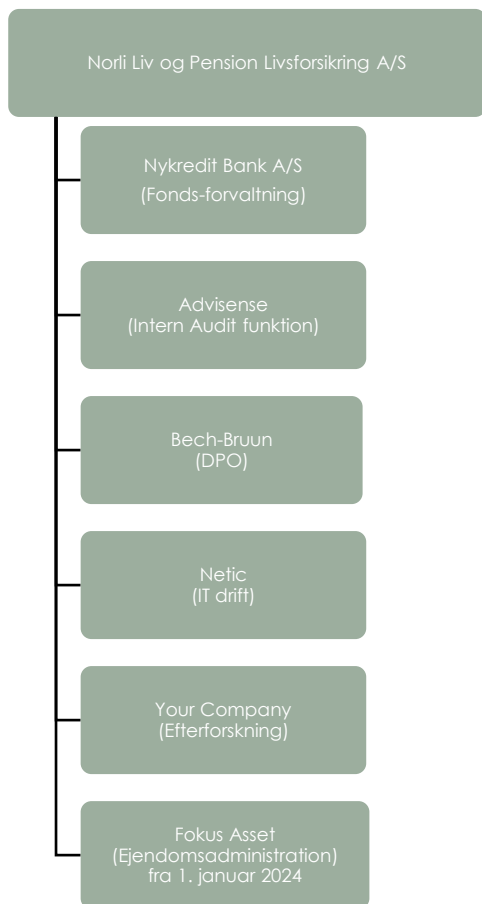 Norli Liv og Pension Livsforsikring A/S
Nykredit Bank A/S
(Fonds-forvaltning)
Advisense
(Intern Audit funktion)
Bech-Bruun
(DPO)
Netic
(IT drift)
Your Company
(Efterforskning)
Fokus Asset
(Ejendomsadministration)
fra 1. januar 2024